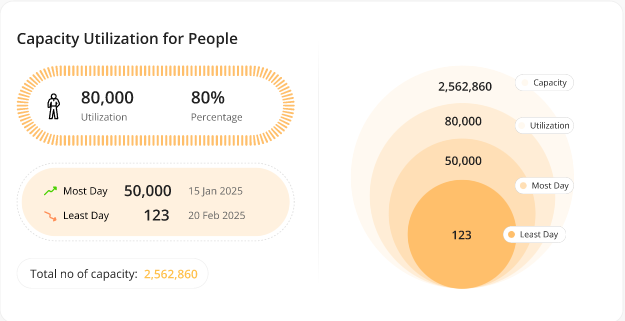 Capacity Utilization for People
80,000
Utilization
80%
Percentage
Most Day 50,000 15 Jan 2025
Least Day 123 20 Feb 2025
Total no of capacity: 2,562,860
2,562,860
Capacity
80,000
Utilization
50,000
Most Day
123
Least Day